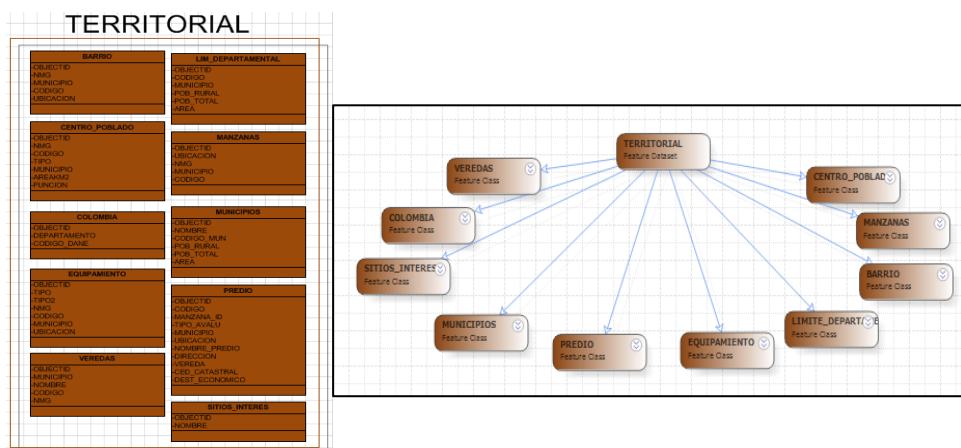 TERRITORIAL
BARRIO
-OBJECTID
-NMG
-MUNICIPIO
-CODIGO
-UBICACION
CENTRO_POBLADO
-OBJECTID
-NMG
-CODIGO
-TIPO
-MUNICIPIO
-AREAKM2
-FUNCION
COLOMBIA
-OBJECTID
-DEPARTAMENTO
-CODIGO_DANE
EQUIPAMIENTO
-OBJECTID
-TIPO
-TIPO2
-NMG
-CODIGO
-MUNICIPIO
-UBICACION
VEREDAS
-OBJECTID
-MUNICIPIO
-NOMBRE
-CODIGO
-NMG
LIM_DEPARTAMENTAL
-OBJECTID
-CODIGO
-MUNICIPIO
-POB_RURAL
-POB_TOTAL
-AREA
MANZANAS
-OBJECTID
-UBICACION
-NMG
-MUNICIPIO
-CODIGO
MUNICIPIOS
-OBJECTID
-NOMBRE
-CODIGO_MUN
-POB_RURAL
-POB_TOTAL
-AREA
PREDIO
-OBJECTID
-CODIGO
-MANZANA_ID
-TIPO_AVALU
-MUNICIPIO
-UBICACION
-NOMBRE_PREDIO
-DIRECCION
-VEREDA
-CED_CATASTRAL
-DEST_ECONOMICO
SITIOS_INTERES
-OBJECTID
-NOMBRE
TERRITORIAL
Feature Dataset
VEREDAS
Feature Class
CENTRO_POBLAD
Feature Class
COLOMBIA
Feature Class
MANZANAS
Feature Class
SITIOS_INTERES
Feature Class
BARRIO
Feature Class
MUNICIPIOS
Feature Class
LIMITE_DEPARTAME
Feature Class
PREDIO
Feature Class
EQUIPAMIENTO
Feature Class